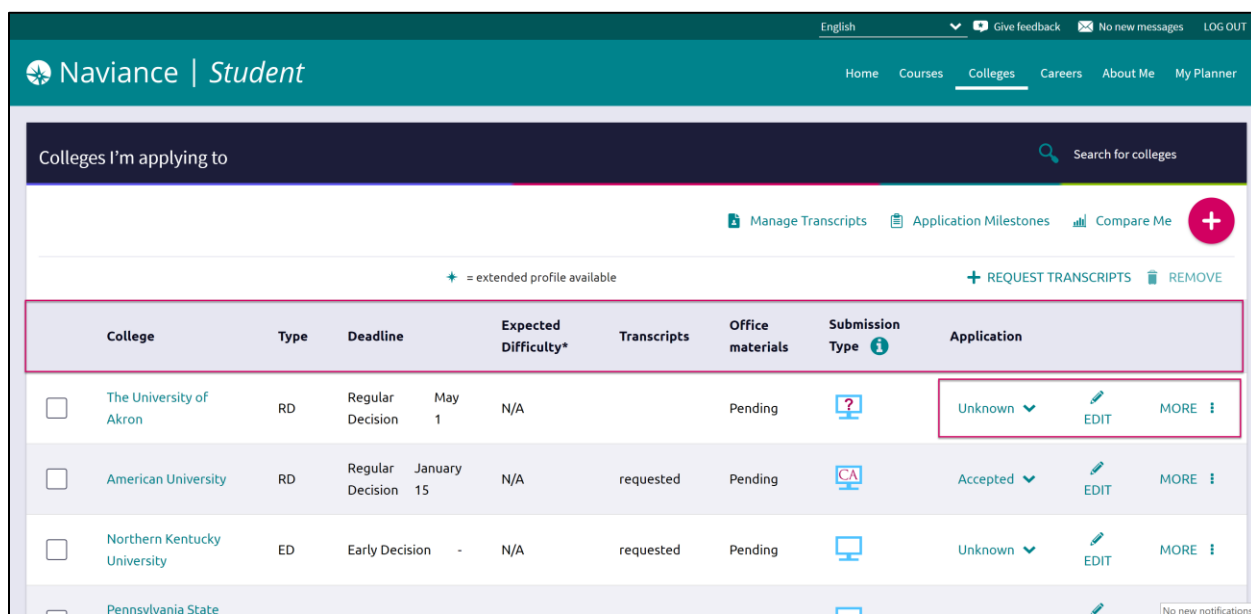 English Give feedback No new messages LOG OUT
Naviance | Student
Home Courses Colleges Careers About Me My Planner
Colleges I'm applying to
Search for colleges
Manage Transcripts Application Milestones Compare Me +
= extended profile available
+ REQUEST TRANSCRIPTS REMOVE
College Type Deadline Expected Difficulty* Transcripts Office materials Submission Type i Application
The University of Akron RD Regular Decision May 1 N/A Pending ? Unknown EDIT MORE
American University RD Regular Decision January 15 N/A requested Pending CA Accepted EDIT MORE
Northern Kentucky University ED Early Decision - N/A requested Pending Unknown EDIT MORE
Pennsylvania State
No new notifications